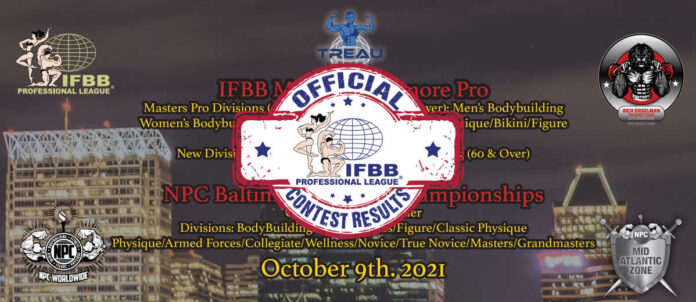 TREAU
IFBB
PROFESSIONAL LEAGUE
IFBB M more Pro
Masters Pro Divisions ( ver): Men's Bodybuilding
Women's Bodybu ique/Bikini/Figure
New Divisi (60 & Over)
OFFICIAL
IFBB
PROFESSIONAL LEAGUE
CONTEST RESULTS
NPC Baltim mpionships
Divisions: BodyBuilding /Figure/Classic Physique
Physique/Armed Forces/Collegiate/Wellness/Novice/True Novice/Masters/Grandmasters
October 9th, 2021
NPC
NPC WORLDWIDE
NPC
MID
ATLANTIC
ZONE